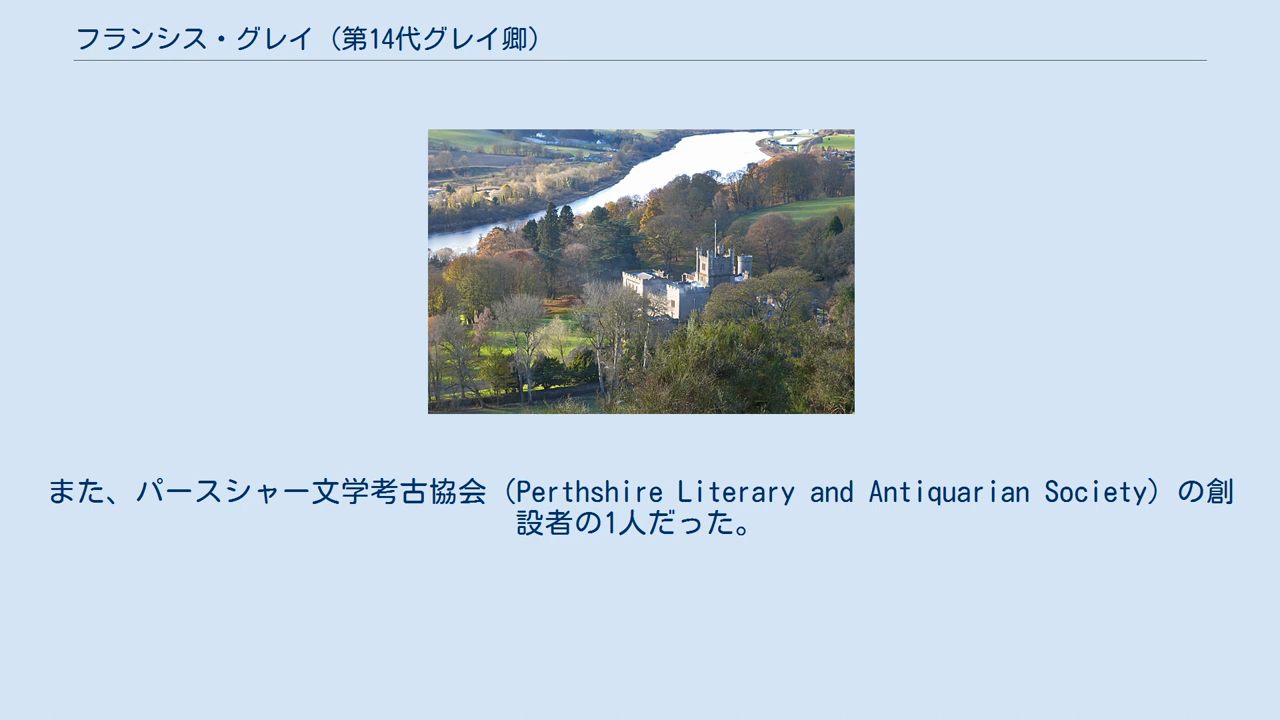 フランシス・グレイ（第14代グレイ卿）
また、パースシャー文学考古協会（Perthshire Literary and Antiquarian Society）の創
設者の1人だった。